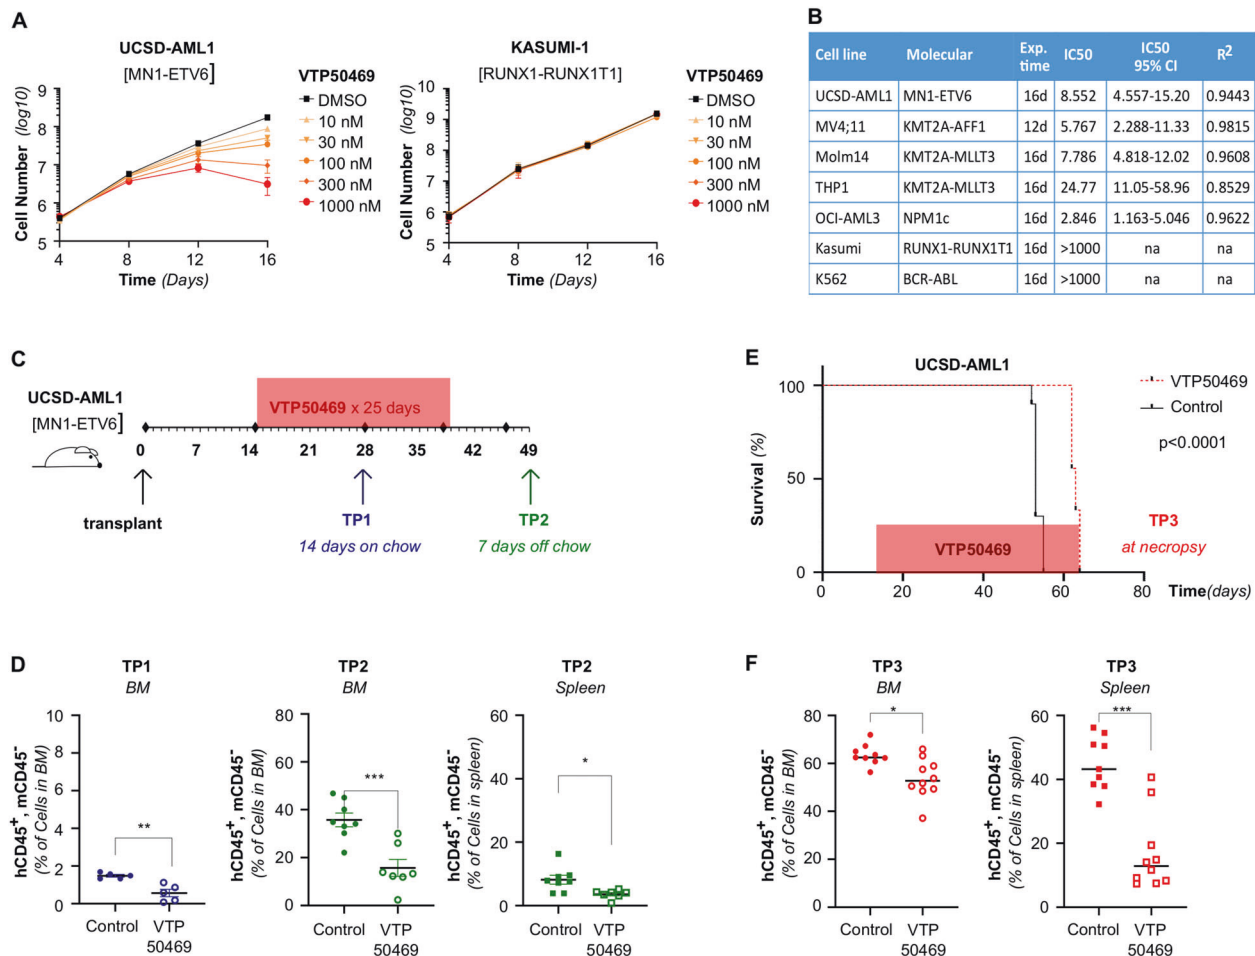 A
UCSD-AML1
[MN1-ETV6]
Cell Number (log10)
9
8
7
6
5
4
8
12
16
Time (Days)
VTP50469
DMSO
10 nM
30 nM
100 nM
300 nM
1000 nM
KASUMI-1
[RUNX1-RUNX1T1]
Cell Number (log10)
10
9
8
7
6
5
4
8
12
16
Time (Days)
VTP50469
DMSO
10 nM
30 nM
100 nM
300 nM
1000 nM
B
Cell line Molecular Exp. time IC50 IC50 95% CI R2
UCSD-AML1 MN1-ETV6 16d 8.552 4.557-15.20 0.9443
MV4;11 KMT2A-AFF1 12d 5.767 2.288-11.33 0.9815
Molm14 KMT2A-MLLT3 16d 7.786 4.818-12.02 0.9608
THP1 KMT2A-MLLT3 16d 24.77 11.05-58.96 0.8529
OCI-AML3 NPM1c 16d 2.846 1.163-5.046 0.9622
Kasumi RUNX1-RUNX1T1 16d >1000 na na
K562 BCR-ABL 16d >1000 na na
C
UCSD-AML1
[MN1-ETV6]
VTP50469 x 25 days
0 7 14 21 28 35 42 49
transplant
TP1
14 days on chow
TP2
7 days off chow
E
UCSD-AML1
Survival (%)
100
50
0
20 40 60 80
Time(days)
VTP50469
VTP50469
Control
p<0.0001
TP3
at necropsy
D
TP1
BM
hCD45+, mCD45-
(% of Cells in BM)
10
8
6
4
2
0
**
Control
VTP
50469
TP2
BM
hCD45+, mCD45-
(% of Cells in BM)
80
60
40
20
0
***
Control
VTP
50469
TP2
Spleen
hCD45+, mCD45-
(% of Cells in spleen)
60
40
20
0
*
Control
VTP
50469
F
TP3
BM
hCD45+, mCD45-
(% of Cells in BM)
80
60
40
20
0
*
Control
VTP
50469
TP3
Spleen
hCD45+, mCD45-
(% of Cells in spleen)
60
40
20
0
***
Control
VTP
50469